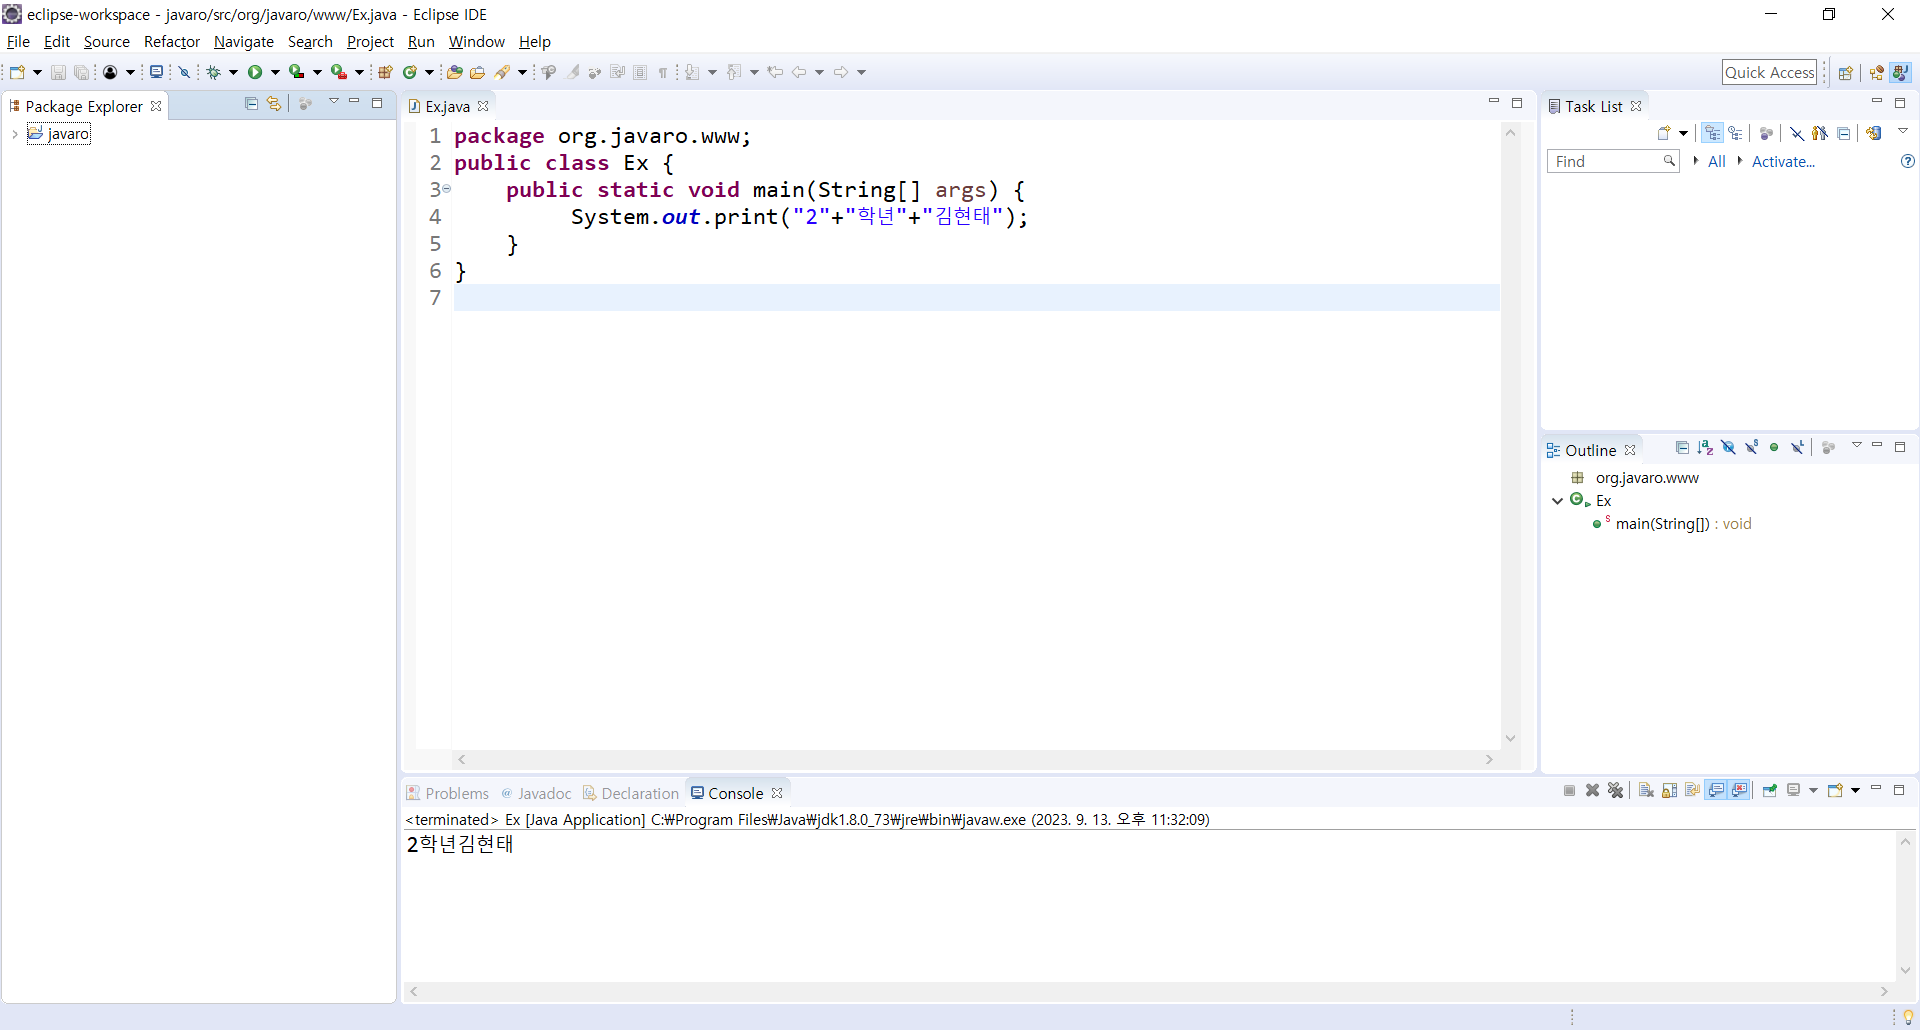 eclipse-workspace - javaro/src/org/javaro/www/Ex.java - Eclipse IDE
File Edit Source Refactor Navigate Search Project Run Window Help
Quick Access
Package Explorer
javaro
Ex.java
1 package org.javaro.www;
2 public class Ex {
3 public static void main(String[] args) {
4 System.out.print("2"+"학년"+"김현태");
5 }
6 }
7
Task List
Find All Activate...
Outline
org.javaro.www
Ex
main(String[]) : void
Problems @ Javadoc Declaration Console
<terminated> Ex [Java Application] C:₩Program Files₩Java₩jdk1.8.0_73₩jre₩bin₩javaw.exe (2023. 9. 13. 오후 11:32:09)
2학년김현태